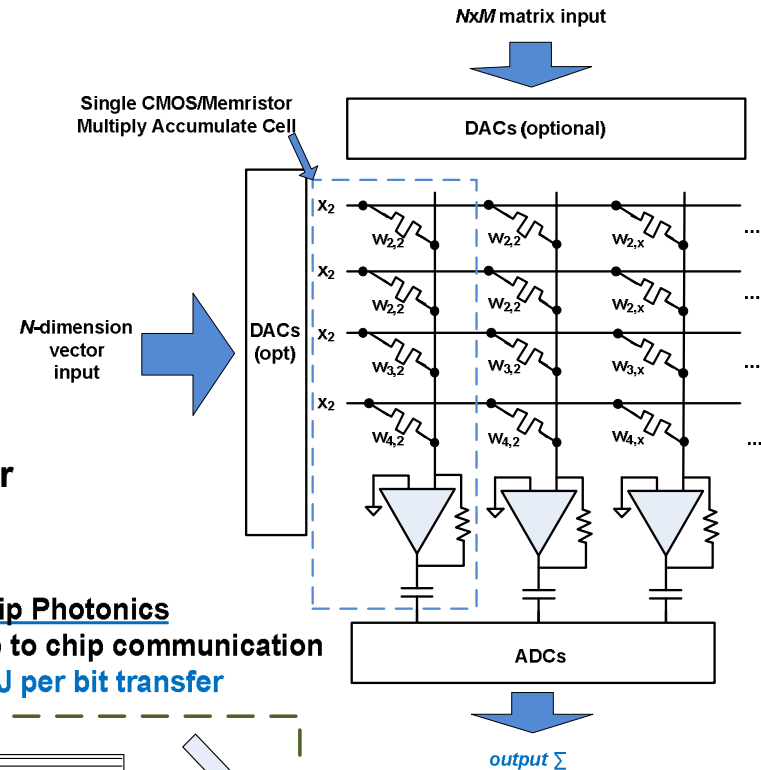 NxM matrix input
Single CMOS/Memristor
Multiply Accumulate Cell
DACs (optional)
x2
w2,2 w2,2 w2,x ...
x2
w2,2 w2,2 w2,x ...
N-dimension
vector
input
DACs
(opt)
x2
w3,2 w3,2 w3,x ...
x2
w4,2 w4,2 w4,x ...
r
ip Photonics
to chip communication
J per bit transfer
ADCs
output ∑